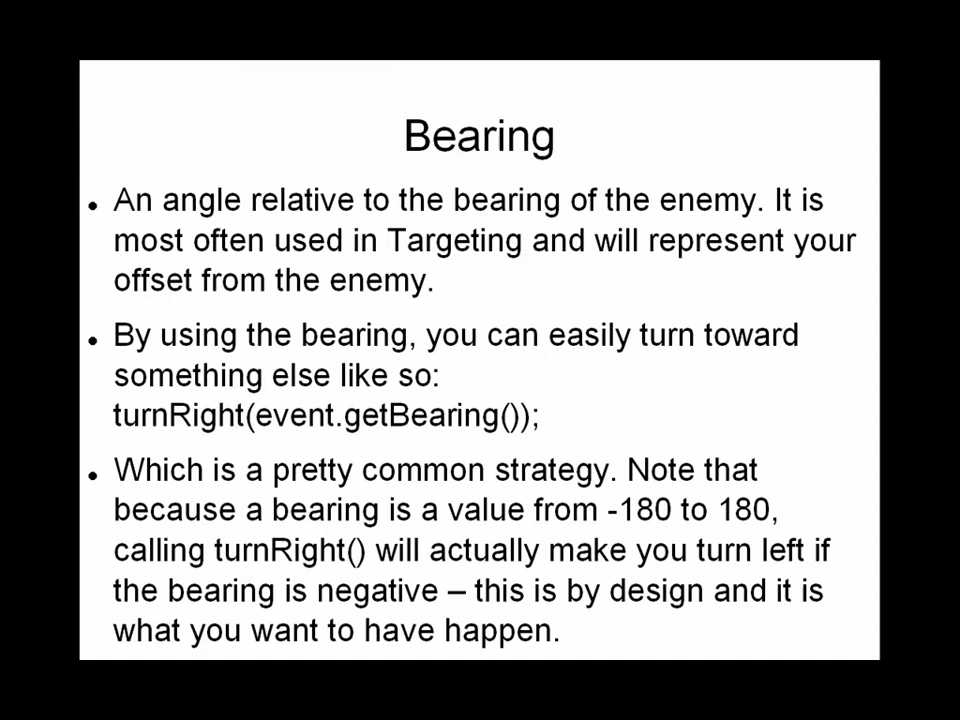 Bearing
An angle relative to the bearing of the enemy. It is
most often used in Targeting and will represent your
offset from the enemy.
By using the bearing, you can easily turn toward
something else like so:
turnRight(event.getBearing());
Which is a pretty common strategy. Note that
because a bearing is a value from -180 to 180,
calling turnRight() will actually make you turn left if
the bearing is negative – this is by design and it is
what you want to have happen.